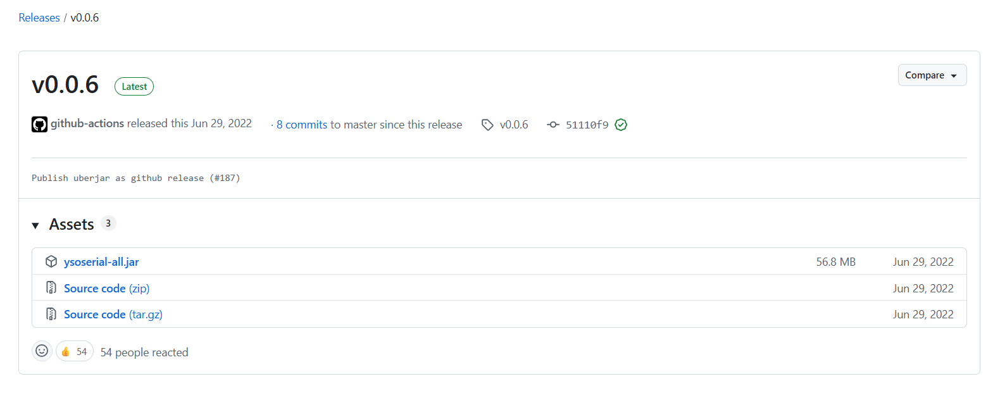 Releases / v0.0.6
v0.0.6 Latest Compare
github-actions released this Jun 29, 2022 · 8 commits to master since this release v0.0.6 51110f9
Publish uberjar as github release (#187)
Assets 3
ysoserial-all.jar 56.8 MB Jun 29, 2022
Source code (zip) Jun 29, 2022
Source code (tar.gz) Jun 29, 2022
54 54 people reacted